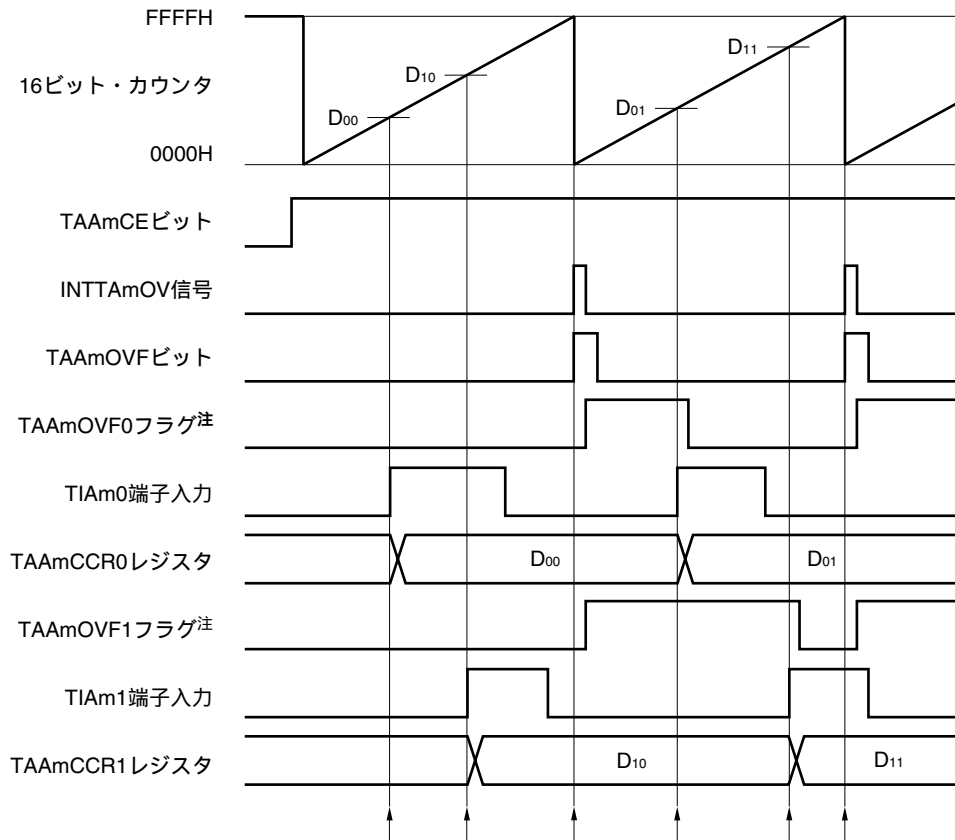 FFFFH
D11
D10
16ビット・カウンタ
D00
D01
0000H
TAAmCEビット
INTTAmOV信号
TAAmOVFビット
TAAmOVF0フラグ注
TIAm0端子入力
TAAmCCR0レジスタ
D00
D01
TAAmOVF1フラグ注
TIAm1端子入力
TAAmCCR1レジスタ
D10
D11